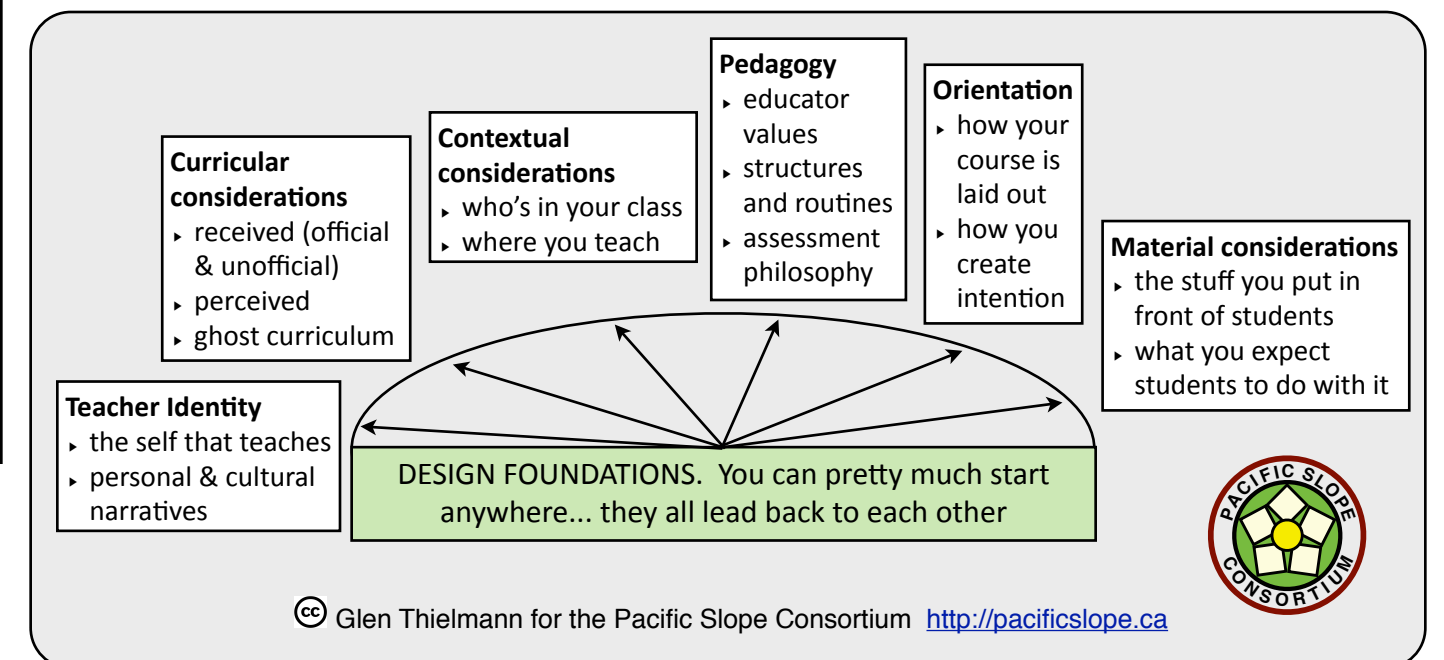 Pedagogy
‣ educator
values
‣ structures
and routines
‣ assessment
philosophy
Orientation
‣ how your
course is
laid out
‣ how you
create
intention
Contextual
considerations
‣ who's in your class
‣ where you teach
Curricular
considerations
‣ received (official
& unofficial)
‣ perceived
‣ ghost curriculum
Material considerations
‣ the stuff you put in
front of students
‣ what you expect
students to do with it
Teacher Identity
‣ the self that teaches
‣ personal & cultural
narratives
DESIGN FOUNDATIONS.  You can pretty much start
anywhere... they all lead back to each other
PACIFIC SLOPE
CONSORTIUM
cc Glen Thielmann for the Pacific Slope Consortium  http://pacificslope.ca